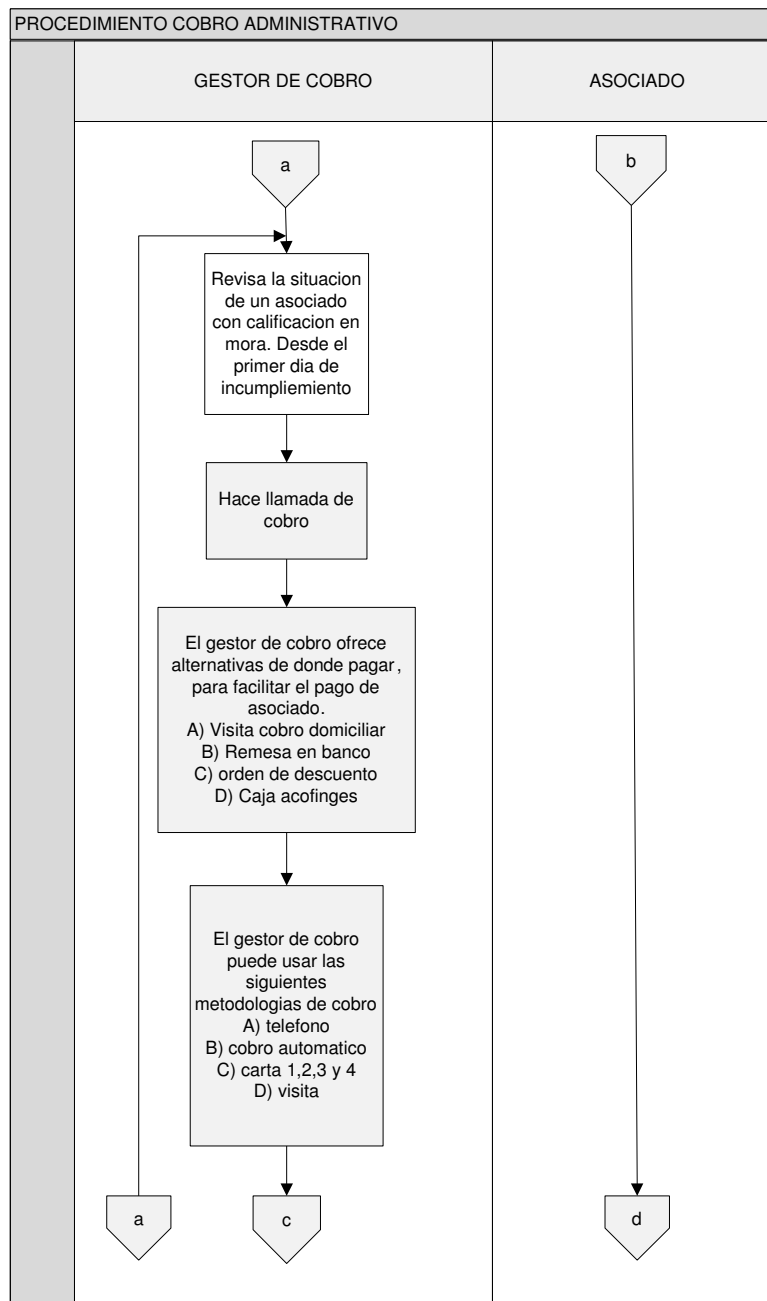 PROCEDIMIENTO COBRO ADMINISTRATIVO
GESTOR DE COBRO
ASOCIADO
a
b
Revisa la situacion
de un asociado
con calificacion en
mora. Desde el
primer dia de
incumpliemiento
Hace llamada de
cobro
El gestor de cobro ofrece
alternativas de donde pagar,
para facilitar el pago de
asociado.
A) Visita cobro domiciliar
B) Remesa en banco
C) orden de descuento
D) Caja acofinges
El gestor de cobro
puede usar las
siguientes
metodologias de cobro
A) telefono
B) cobro automatico
C) carta 1,2,3 y 4
D) visita
a
c
d